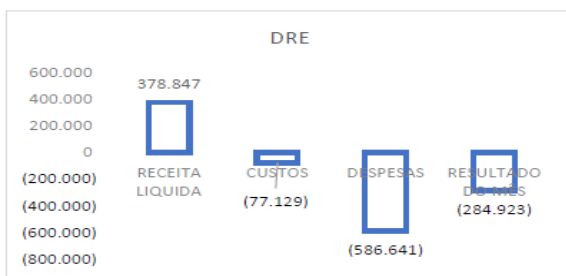 DRE
600.000
400.000
200.000
0
(200.000)
(400.000)
(600.000)
(800.000)
378.847
RECEITA
LIQUIDA
CUSTOS
(77.129)
DESPESAS
(586.641)
RESULTADO
DO MÊS
(284.923)